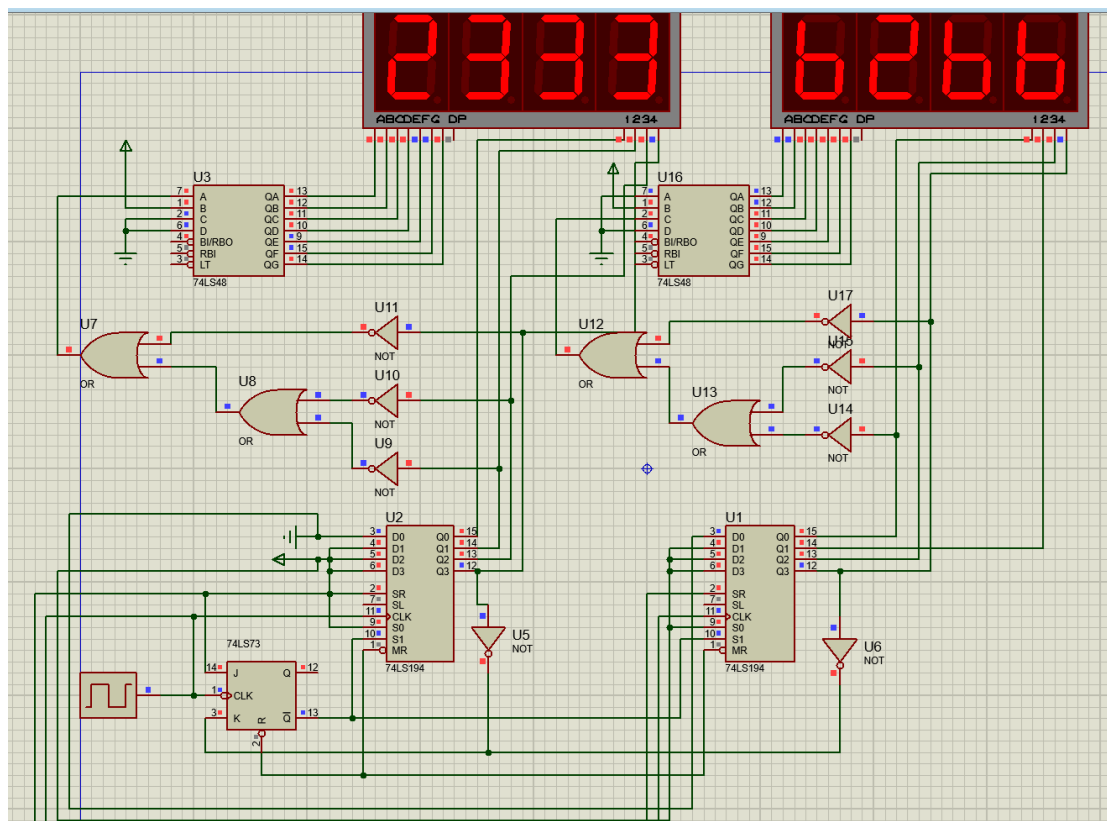 2333
6266
ABCDEFG DP
1234
ABCDEFG DP
1234
U3
7 A QA 13
1 B QB 12
2 C QC 11
6 D QD 10
4 BI/RBO QE 9
5 RBI QF 15
3 LT QG 14
74LS48
U16
7 A QA 13
1 B QB 12
2 C QC 11
6 D QD 10
4 BI/RBO QE 9
5 RBI QF 15
3 LT QG 14
74LS48
U7
OR
U11
NOT
U8
OR
U10
NOT
U9
NOT
U12
OR
U17
NOT
U13
OR
NOT
U14
NOT
U2
3 D0 Q0 15
4 D1 Q1 14
5 D2 Q2 13
6 D3 Q3 12
2 SR
7 SL
11 CLK
9 S0
10 S1
1 MR
74LS194
U5
NOT
U1
3 D0 Q0 15
4 D1 Q1 14
5 D2 Q2 13
6 D3 Q3 12
2 SR
7 SL
11 CLK
9 S0
10 S1
1 MR
74LS194
U6
NOT
74LS73
14 J Q 12
1 CLK
3 K Q 13
R
2